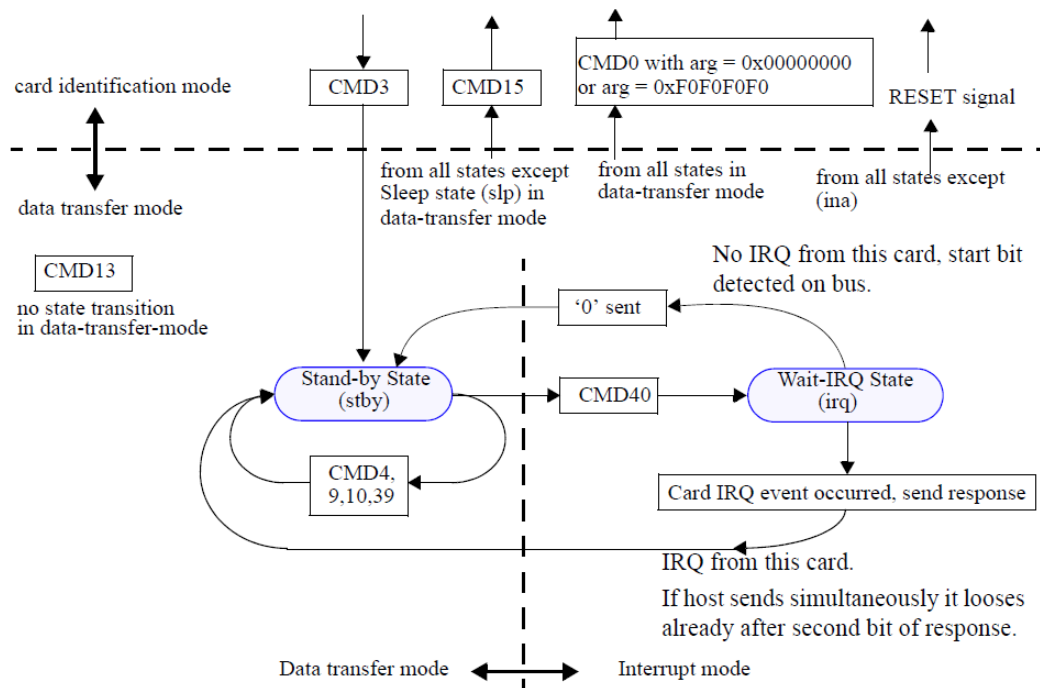 card identification mode
CMD3
CMD15
CMD0 with arg = 0x00000000
or arg = 0xF0F0F0F0
RESET signal
data transfer mode
from all states except
Sleep state (slp) in
data-transfer mode
from all states in
data-transfer mode
from all states except
(ina)
CMD13
no state transition
in data-transfer-mode
No IRQ from this card, start bit
detected on bus.
‘0’ sent
Stand-by State
(stby)
CMD40
Wait-IRQ State
(irq)
CMD4,
9,10,39
Card IRQ event occurred, send response
IRQ from this card.
If host sends simultaneously it looses
already after second bit of response.
Data transfer mode
Interrupt mode